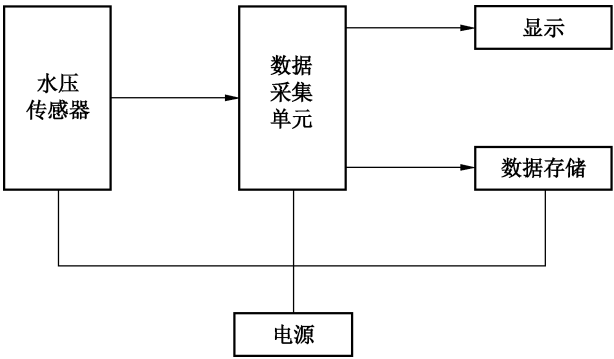 水压
传感器
数据
采集
单元
显示
数据存储
电源